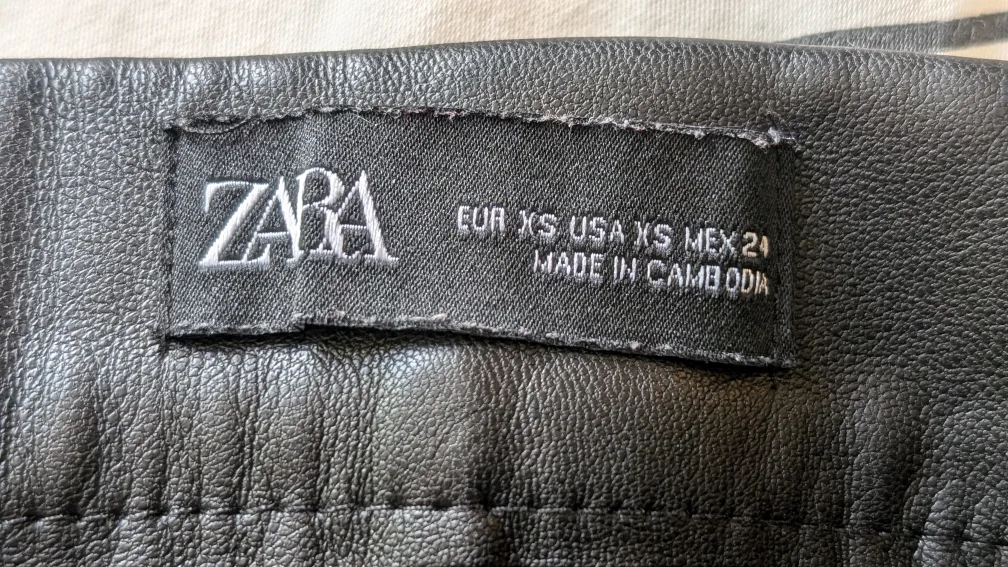 ZARA
EUR XS USA XS MEX 24
MADE IN CAMBODIA